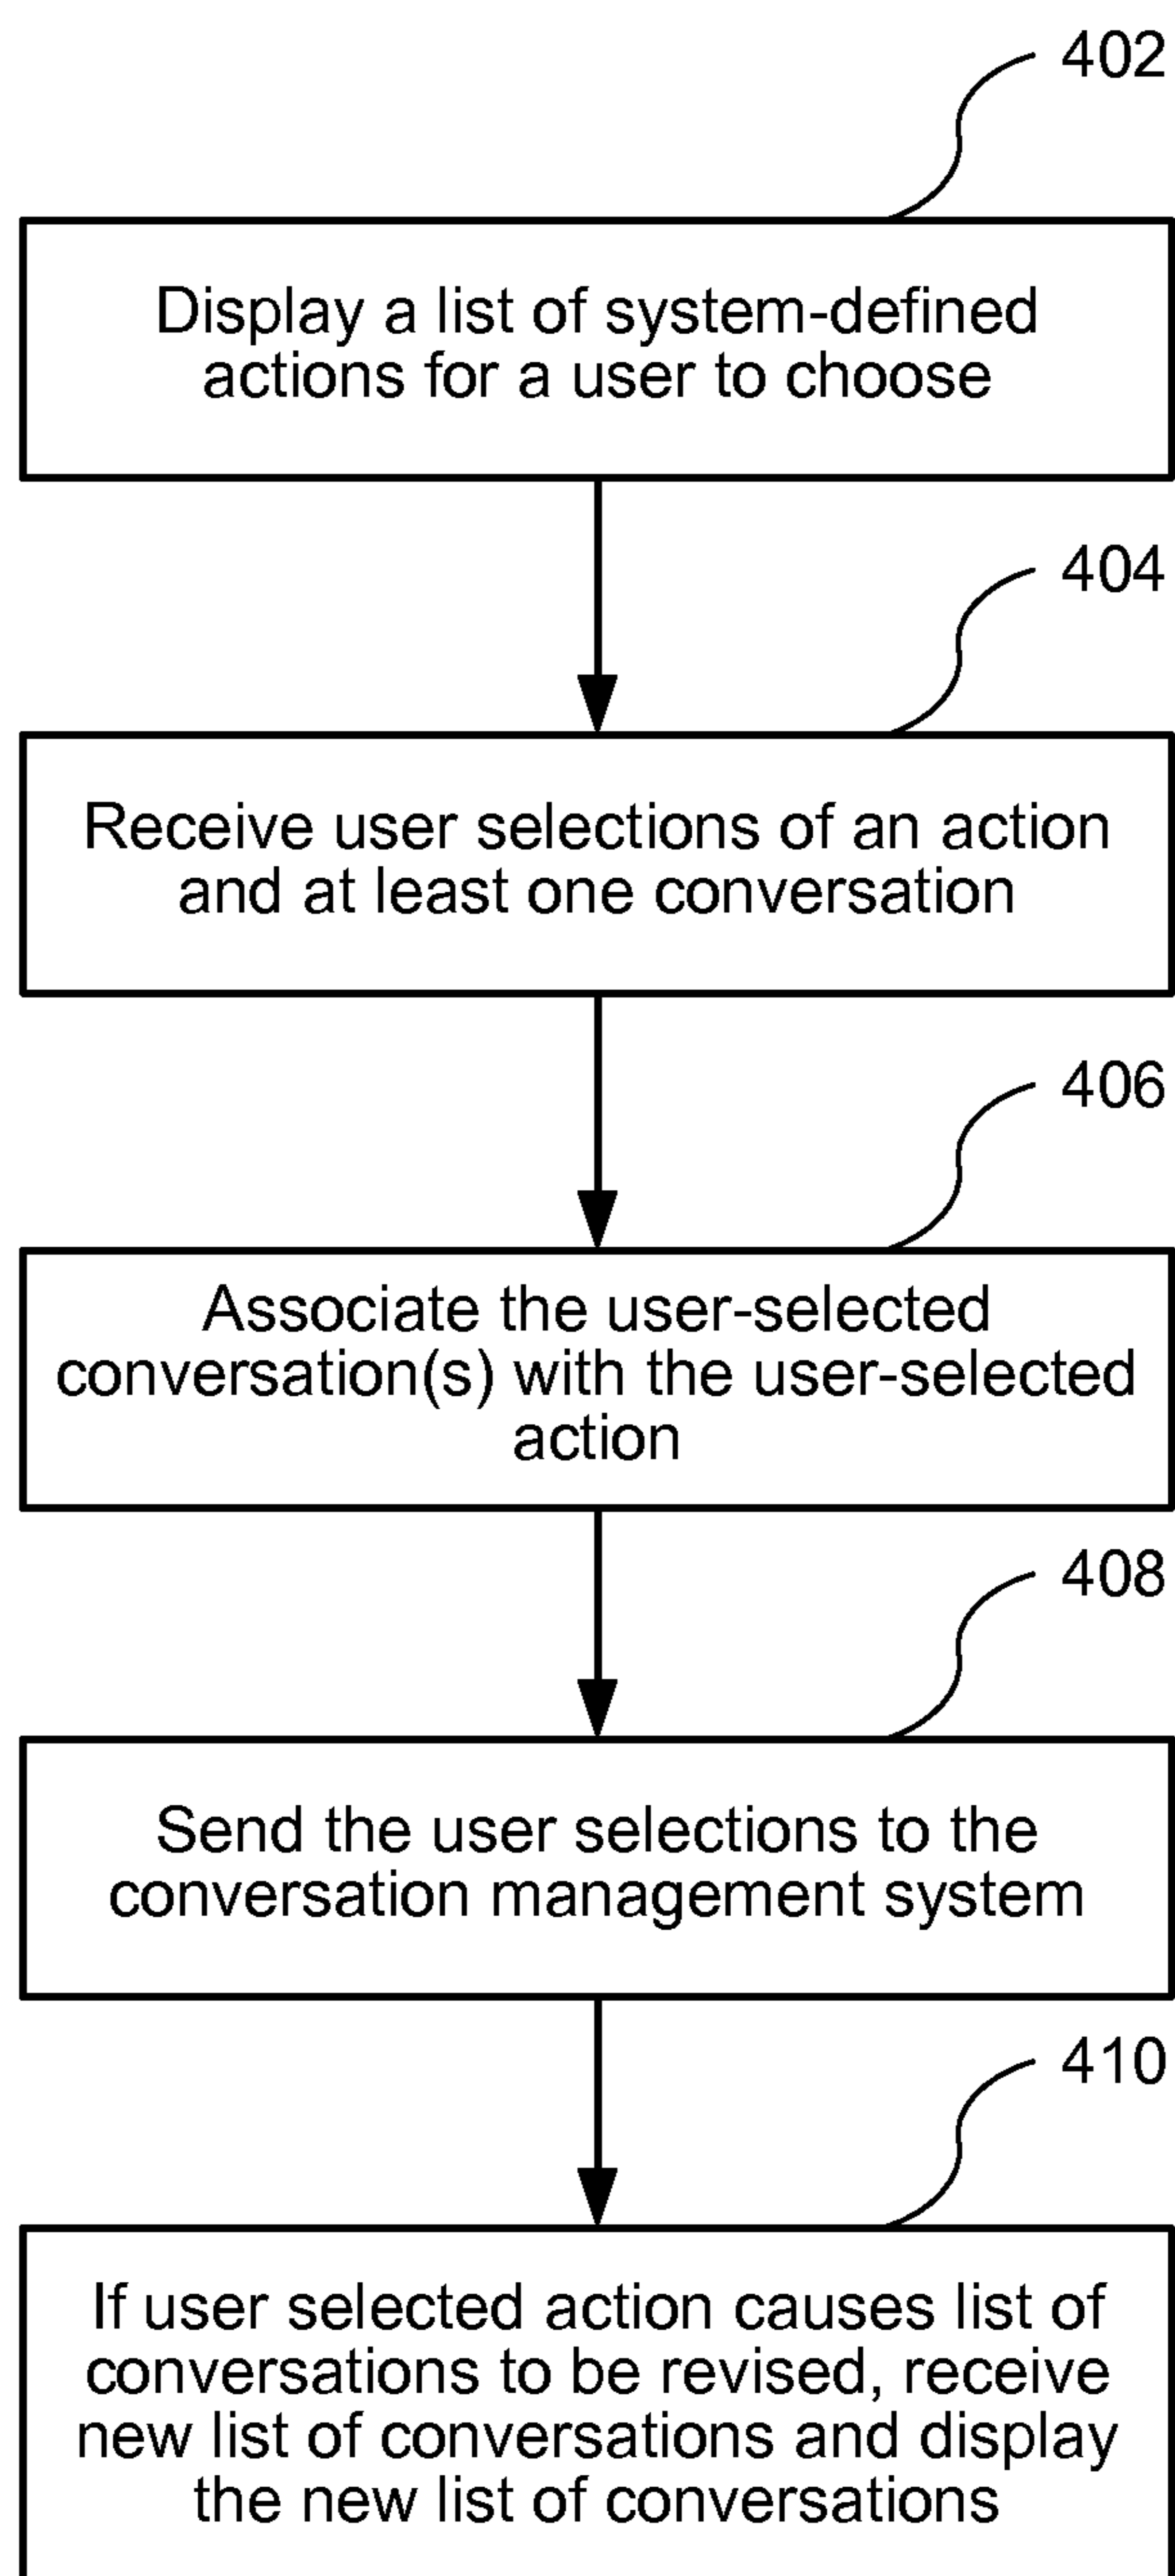 402
Display a list of system-defined
actions for a user to choose
404
Receive user selections of an action
and at least one conversation
406
Associate the user-selected
conversation(s) with the user-selected
action
408
Send the user selections to the
conversation management system
410
If user selected action causes list of
conversations to be revised, receive
new list of conversations and display
the new list of conversations